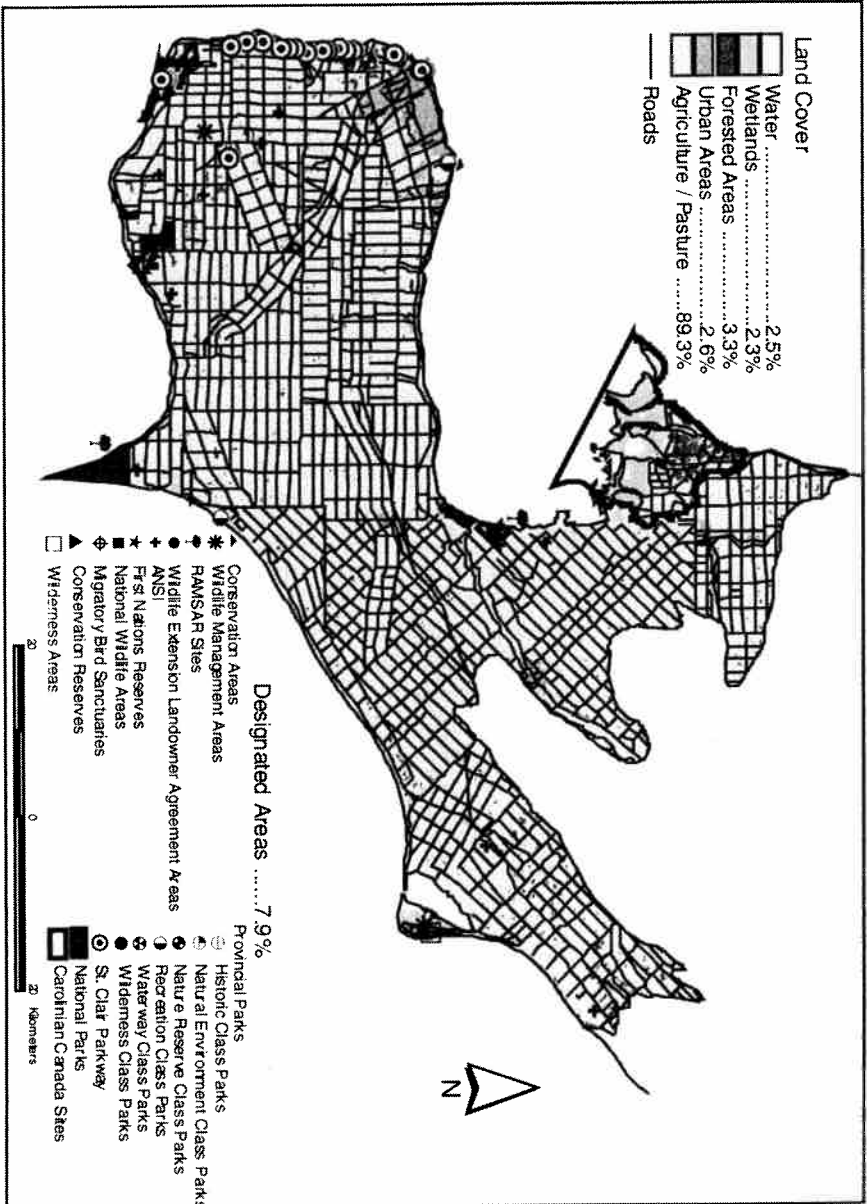 Land Cover
Water ......................2.5%
Wetlands ................2.3%
Forested Areas .............3.3%
Urban Areas ................2.6%
Agriculture / Pasture ......89.3%
Roads
Designated Areas ......7.9%
Conservation Areas
Wildlife Management Areas
RAMSAR Sites
Wildlife Extension Landowner Agreement Areas
ANSI
First Nations Reserves
National Wildlife Areas
Migratory Bird Sanctuaries
Conservation Reserves
Wilderness Areas
Provincial Parks
Historic Class Parks
Natural Environment Class Parks
Nature Reserve Class Parks
Recreation Class Parks
Waterway Class Parks
Wilderness Class Parks
St. Clair Parkway
National Parks
Carolinian Canada Sites
20 0 20 Kilometers
N